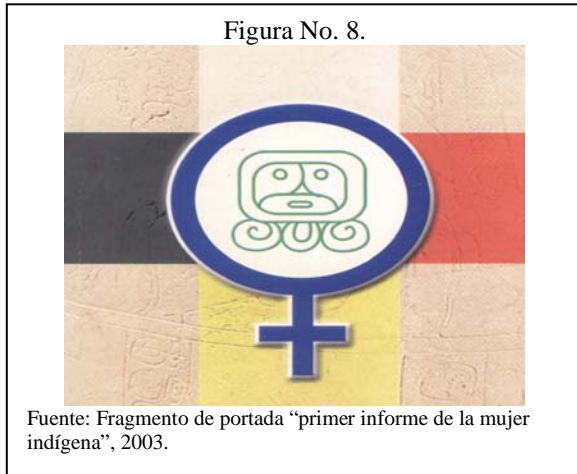 Figura No. 8.
Fuente: Fragmento de portada “primer informe de la mujer
indígena”, 2003.